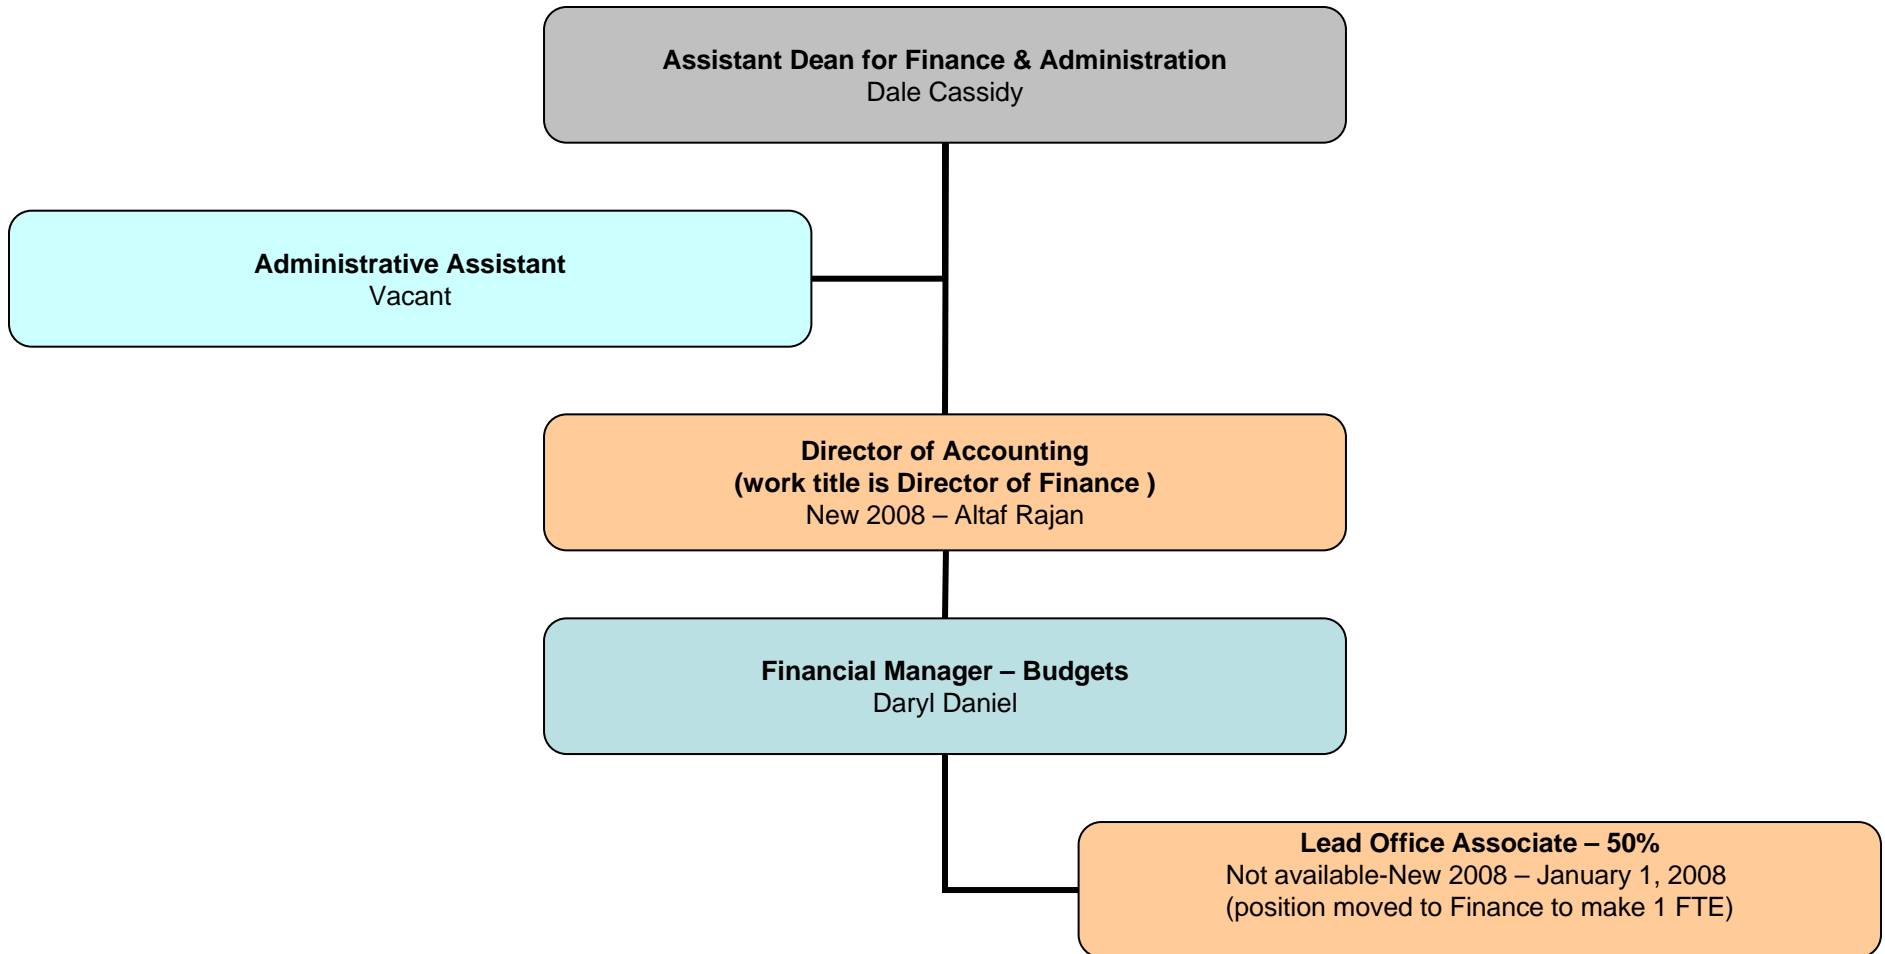 Assistant Dean for Finance & Administration
Dale Cassidy
Administrative Assistant
Vacant
Director of Accounting
(work title is Director of Finance )
New 2008 – Altaf Rajan
Financial Manager – Budgets
Daryl Daniel
Lead Office Associate – 50%
Not available-New 2008 – January 1, 2008
(position moved to Finance to make 1 FTE)